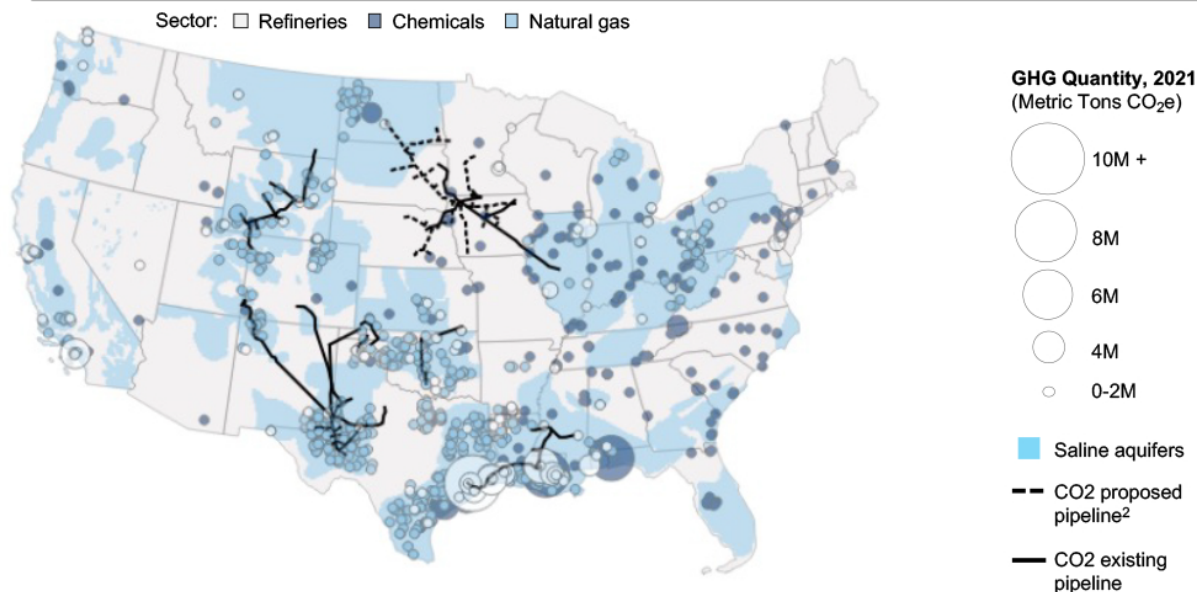 Sector: Refineries Chemicals Natural gas
GHG Quantity, 2021
(Metric Tons CO₂e)
10M +
8M
6M
4M
0-2M
Saline aquifers
CO2 proposed
pipeline²
CO2 existing
pipeline